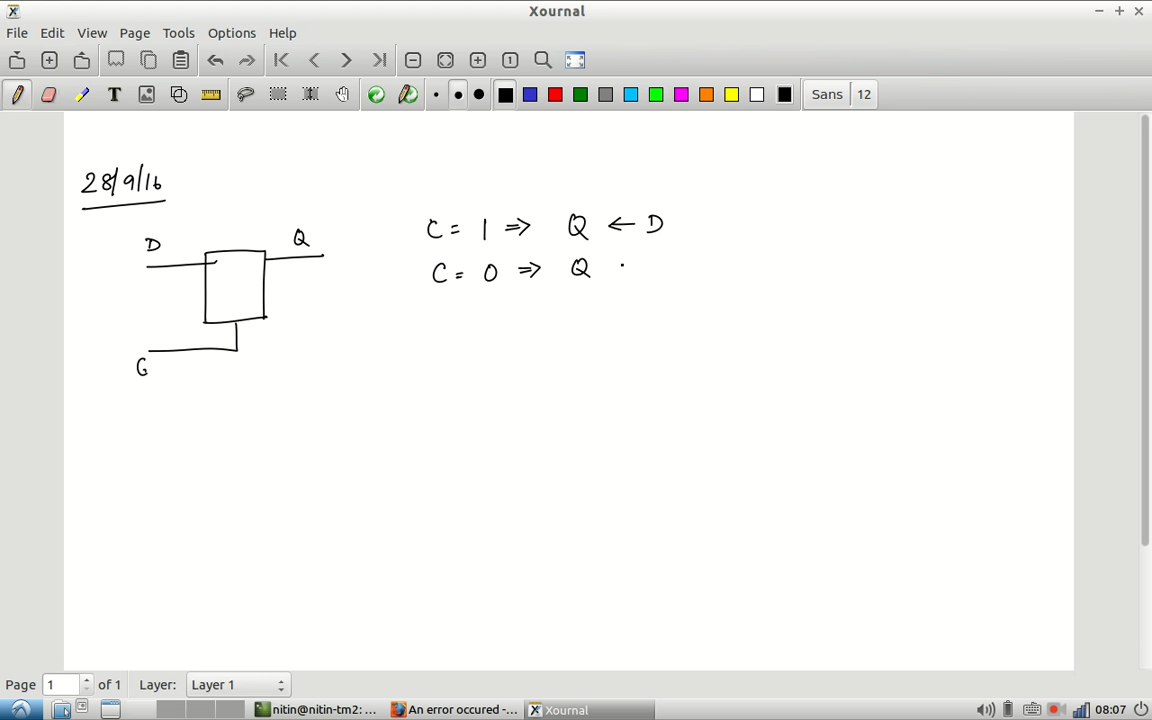 Xournal
File Edit View Page Tools Options Help
Sans 12
28/9/16
D
Q
C = 1 ⇒ Q ← D
C = 0 ⇒ Q
Page 1 of 1 Layer: Layer 1
nitin@nitin-tm2: ... An error occured -... Xournal 08:07